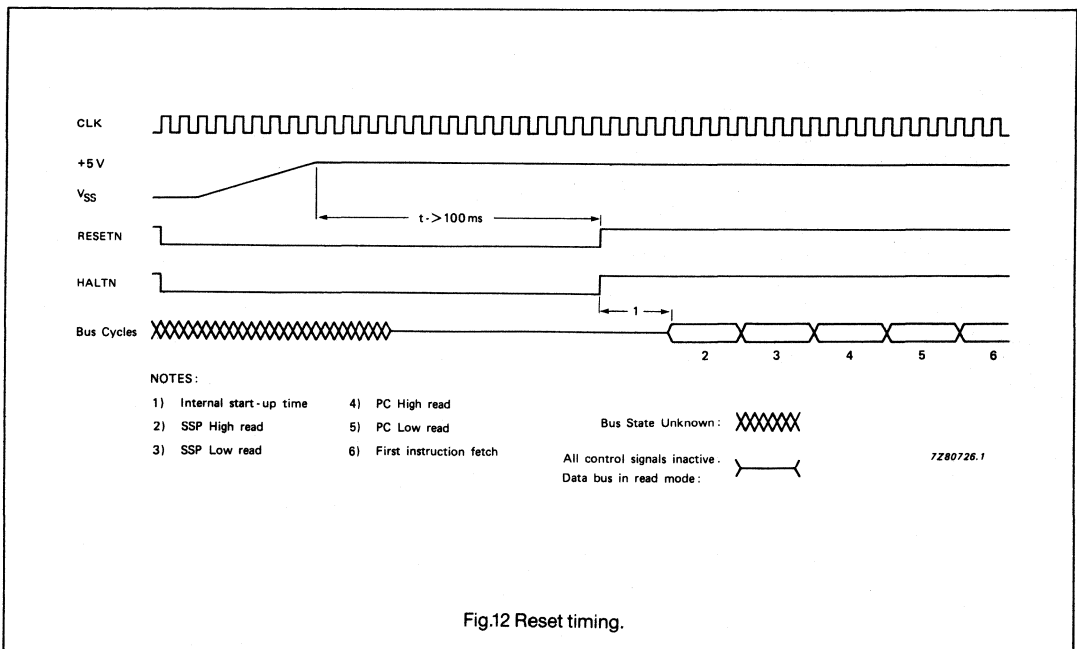 CLK
+5 V
VSS
t->100 ms
RESETN
HALTN
1
Bus Cycles
2 3 4 5 6
NOTES:
1) Internal start-up time 4) PC High read
2) SSP High read 5) PC Low read
3) SSP Low read 6) First instruction fetch
Bus State Unknown:
All control signals inactive.
Data bus in read mode:
7Z80726.1
Fig.12 Reset timing.